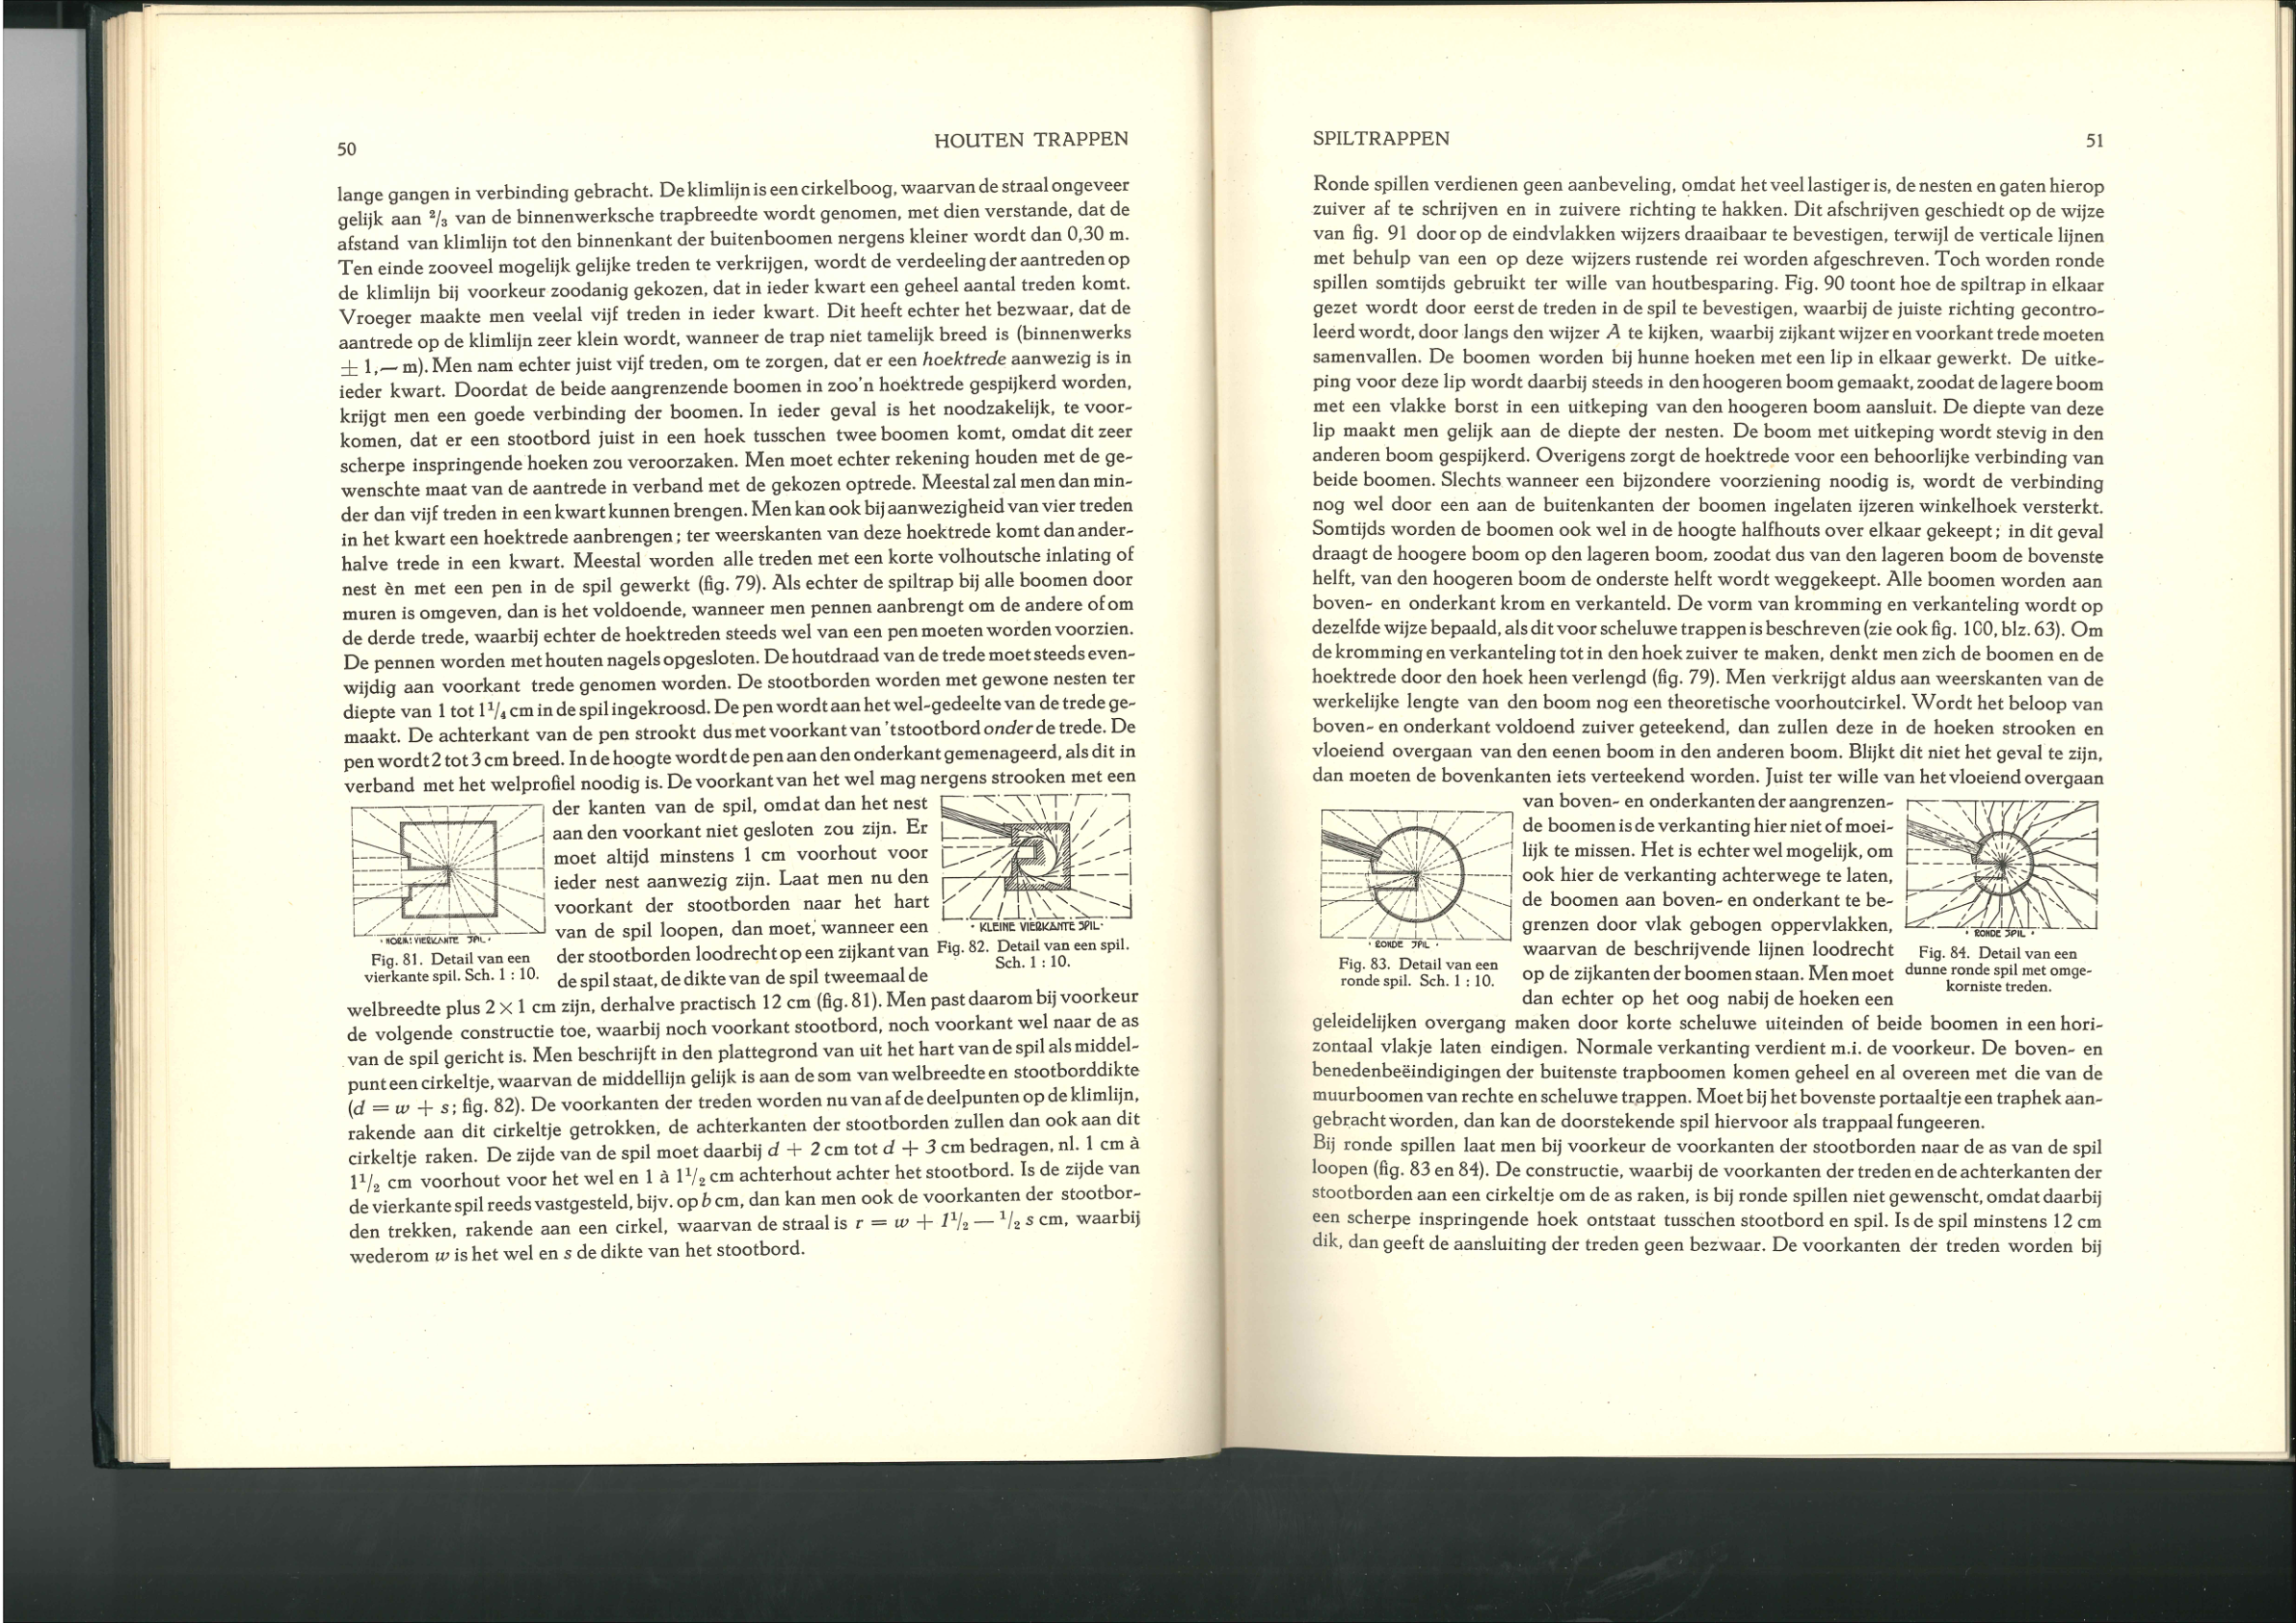 50
HOUTEN TRAPPEN
lange gangen in verbinding gebracht. De klimlijn is een cirkelboog, waarvan de straal ongeveer
gelijk aan ²/₃ van de binnenwerksche trapbreedte wordt genomen, met dien verstande, dat de
afstand van klimlijn tot den binnenkant der buitenboomen nergens kleiner wordt dan 0,30 m.
Ten einde zooveel mogelijk gelijke treden te verkrijgen, wordt de verdeeling der aantreden op
de klimlijn bij voorkeur zoodanig gekozen, dat in ieder kwart een geheel aantal treden komt.
Vroeger maakte men veelal vijf treden in ieder kwart. Dit heeft echter het bezwaar, dat de
aantrede op de klimlijn zeer klein wordt, wanneer de trap niet tamelijk breed is (binnenwerks
± 1,— m). Men nam echter juist vijf treden, om te zorgen, dat er een hoektrede aanwezig is in
ieder kwart. Doordat de beide aangrenzende boomen in zoo'n hoektrede gespijkerd worden,
krijgt men een goede verbinding der boomen. In ieder geval is het noodzakelijk, te voor-
komen, dat er een stootbord juist in een hoek tusschen twee boomen komt, omdat dit zeer
scherpe inspringende hoeken zou veroorzaken. Men moet echter rekening houden met de ge-
wenschte maat van de aantrede in verband met de gekozen optrede. Meestal zal men dan min-
der dan vijf treden in een kwart kunnen brengen. Men kan ook bij aanwezigheid van vier treden
in het kwart een hoektrede aanbrengen; ter weerskanten van deze hoektrede komt dan ander-
halve trede in een kwart. Meestal worden alle treden met een korte volhoutsche inlating of
nest èn met een pen in de spil gewerkt (fig. 79). Als echter de spiltrap bij alle boomen door
muren is omgeven, dan is het voldoende, wanneer men pennen aanbrengt om de andere of om
de derde trede, waarbij echter de hoektreden steeds wel van een pen moeten worden voorzien.
De pennen worden met houten nagels opgesloten. De houtdraad van de trede moet steeds even-
wijdig aan voorkant trede genomen worden. De stootborden worden met gewone nesten ter
diepte van 1 tot 1¹/₄ cm in de spil ingekroosd. De pen wordt aan het wel-gedeelte van de trede ge-
maakt. De achterkant van de pen strookt dus met voorkant van 't stootbord onder de trede. De
pen wordt 2 tot 3 cm breed. In de hoogte wordt de pen aan den onderkant gemenageerd, als dit in
verband met het welprofiel noodig is. De voorkant van het wel mag nergens strooken met een
der kanten van de spil, omdat dan het nest
aan den voorkant niet gesloten zou zijn. Er
moet altijd minstens 1 cm voorhout voor
ieder nest aanwezig zijn. Laat men nu den
voorkant der stootborden naar het hart
van de spil loopen, dan moet, wanneer een
der stootborden loodrecht op een zijkant van
de spil staat, de dikte van de spil tweemaal de
· NORM: VIERKANTE SPIL ·
Fig. 81. Detail van een
vierkante spil. Sch. 1 : 10.
· KLEINE VIERKANTE SPIL ·
Fig. 82. Detail van een spil.
Sch. 1 : 10.
welbreedte plus 2 × 1 cm zijn, derhalve practisch 12 cm (fig. 81). Men past daarom bij voorkeur
de volgende constructie toe, waarbij noch voorkant stootbord, noch voorkant wel naar de as
van de spil gericht is. Men beschrijft in den plattegrond van uit het hart van de spil als middel-
punt een cirkeltje, waarvan de middellijn gelijk is aan de som van welbreedte en stootborddikte
(d = w + s; fig. 82). De voorkanten der treden worden nu van af de deelpunten op de klimlijn,
rakende aan dit cirkeltje getrokken, de achterkanten der stootborden zullen dan ook aan dit
cirkeltje raken. De zijde van de spil moet daarbij d + 2 cm tot d + 3 cm bedragen, nl. 1 cm à
1¹/₂ cm voorhout voor het wel en 1 à 1¹/₂ cm achterhout achter het stootbord. Is de zijde van
de vierkante spil reeds vastgesteld, bijv. op b cm, dan kan men ook de voorkanten der stootbor-
den trekken, rakende aan een cirkel, waarvan de straal is r = w + 1¹/₂ — ¹/₂ s cm, waarbij
wederom w is het wel en s de dikte van het stootbord.
SPILTRAPPEN
51
Ronde spillen verdienen geen aanbeveling, omdat het veel lastiger is, de nesten en gaten hierop
zuiver af te schrijven en in zuivere richting te hakken. Dit afschrijven geschiedt op de wijze
van fig. 91 door op de eindvlakken wijzers draaibaar te bevestigen, terwijl de verticale lijnen
met behulp van een op deze wijzers rustende rei worden afgeschreven. Toch worden ronde
spillen somtijds gebruikt ter wille van houtbesparing. Fig. 90 toont hoe de spiltrap in elkaar
gezet wordt door eerst de treden in de spil te bevestigen, waarbij de juiste richting gecontro-
leerd wordt, door langs den wijzer A te kijken, waarbij zijkant wijzer en voorkant trede moeten
samenvallen. De boomen worden bij hunne hoeken met een lip in elkaar gewerkt. De uitke-
ping voor deze lip wordt daarbij steeds in den hoogeren boom gemaakt, zoodat de lagere boom
met een vlakke borst in een uitkeping van den hoogeren boom aansluit. De diepte van deze
lip maakt men gelijk aan de diepte der nesten. De boom met uitkeping wordt stevig in den
anderen boom gespijkerd. Overigens zorgt de hoektrede voor een behoorlijke verbinding van
beide boomen. Slechts wanneer een bijzondere voorziening noodig is, wordt de verbinding
nog wel door een aan de buitenkanten der boomen ingelaten ijzeren winkelhoek versterkt.
Somtijds worden de boomen ook wel in de hoogte halfhouts over elkaar gekeept; in dit geval
draagt de hoogere boom op den lageren boom, zoodat dus van den lageren boom de bovenste
helft, van den hoogeren boom de onderste helft wordt weggekeept. Alle boomen worden aan
boven- en onderkant krom en verkanteld. De vorm van kromming en verkanteling wordt op
dezelfde wijze bepaald, als dit voor scheluwe trappen is beschreven (zie ook fig. 100, blz. 63). Om
de kromming en verkanteling tot in den hoek zuiver te maken, denkt men zich de boomen en de
hoektrede door den hoek heen verlengd (fig. 79). Men verkrijgt aldus aan weerskanten van de
werkelijke lengte van den boom nog een theoretische voorhoutcirkel. Wordt het beloop van
boven- en onderkant voldoend zuiver geteekend, dan zullen deze in de hoeken strooken en
vloeiend overgaan van den eenen boom in den anderen boom. Blijkt dit niet het geval te zijn,
dan moeten de bovenkanten iets verteekend worden. Juist ter wille van het vloeiend overgaan
van boven- en onderkanten der aangrenzen-
de boomen is de verkanting hier niet of moei-
lijk te missen. Het is echter wel mogelijk, om
ook hier de verkanting achterwege te laten,
de boomen aan boven- en onderkant te be-
grenzen door vlak gebogen oppervlakken,
waarvan de beschrijvende lijnen loodrecht
op de zijkanten der boomen staan. Men moet
dan echter op het oog nabij de hoeken een
· RONDE SPIL ·
Fig. 83. Detail van een
ronde spil. Sch. 1 : 10.
· RONDE SPIL ·
Fig. 84. Detail van een
dunne ronde spil met omge-
korniste treden.
geleidelijken overgang maken door korte scheluwe uiteinden of beide boomen in een hori-
zontaal vlakje laten eindigen. Normale verkanting verdient m.i. de voorkeur. De boven- en
benedenbeëindigingen der buitenste trapboomen komen geheel en al overeen met die van de
muurboomen van rechte en scheluwe trappen. Moet bij het bovenste portaaltje een traphek aan-
gebracht worden, dan kan de doorstekende spil hiervoor als trappaal fungeeren.
Bij ronde spillen laat men bij voorkeur de voorkanten der stootborden naar de as van de spil
loopen (fig. 83 en 84). De constructie, waarbij de voorkanten der treden en de achterkanten der
stootborden aan een cirkeltje om de as raken, is bij ronde spillen niet gewenscht, omdat daarbij
een scherpe inspringende hoek ontstaat tusschen stootbord en spil. Is de spil minstens 12 cm
dik, dan geeft de aansluiting der treden geen bezwaar. De voorkanten der treden worden bij